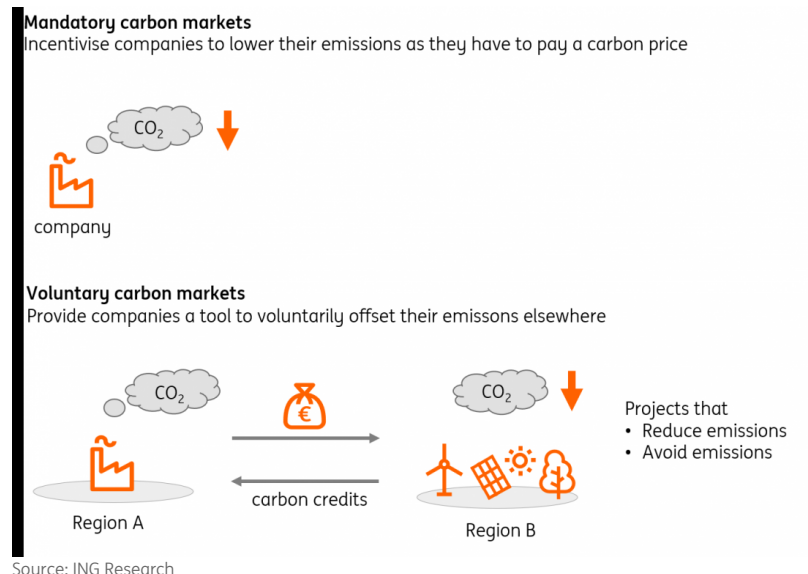 Mandatory carbon markets
Incentivise companies to lower their emissions as they have to pay a carbon price
CO₂
company
Voluntary carbon markets
Provide companies a tool to voluntarily offset their emissons elsewhere
CO₂
€
CO₂
Projects that
• Reduce emissions
• Avoid emissions
carbon credits
Region A
Region B
Source: ING Research